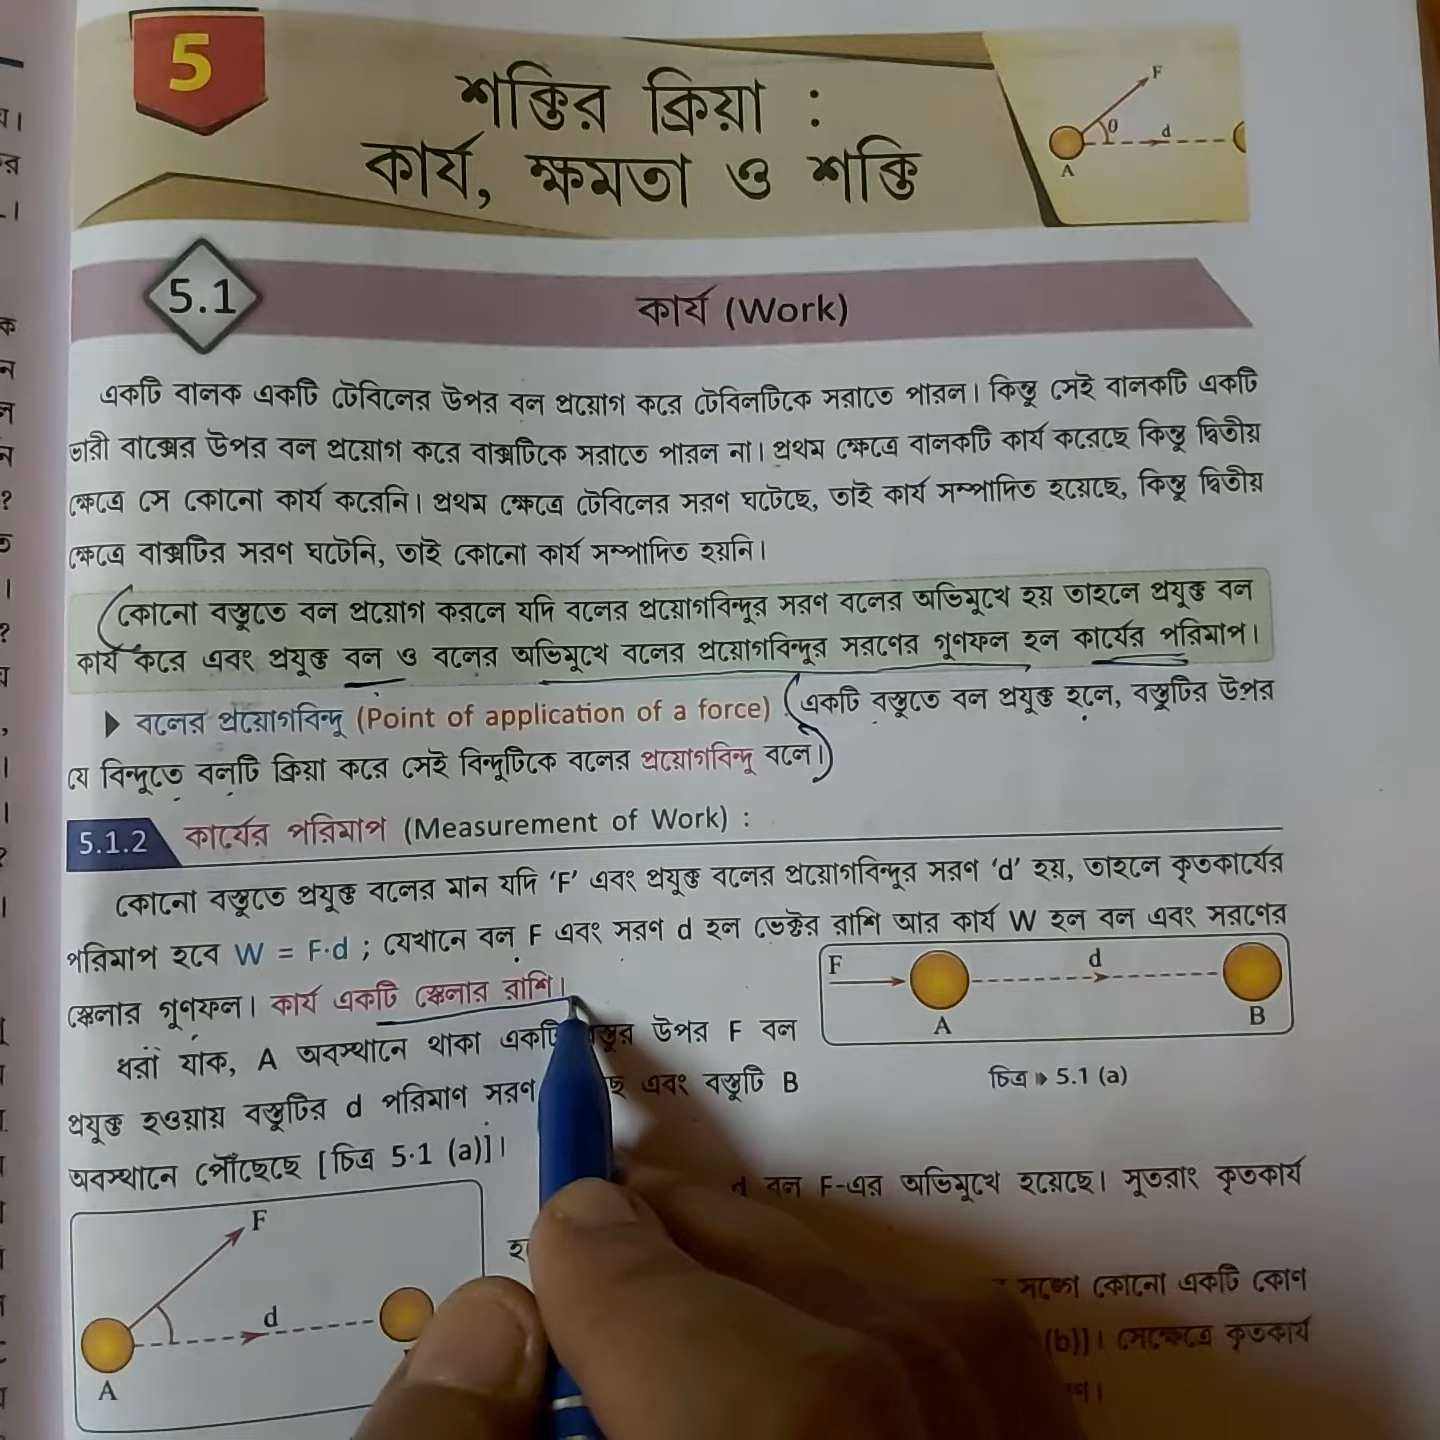 5
শক্তির ক্রিয়া :
কার্য, ক্ষমতা ও শক্তি
F
θ
d
A
5.1
কার্য (Work)
একটি বালক একটি টেবিলের উপর বল প্রয়োগ করে টেবিলটিকে সরাতে পারল। কিন্তু সেই বালকটি একটি
ভারী বাক্সের উপর বল প্রয়োগ করে বাক্সটিকে সরাতে পারল না। প্রথম ক্ষেত্রে বালকটি কার্য করেছে কিন্তু দ্বিতীয়
ক্ষেত্রে সে কোনো কার্য করেনি। প্রথম ক্ষেত্রে টেবিলের সরণ ঘটেছে, তাই কার্য সম্পাদিত হয়েছে, কিন্তু দ্বিতীয়
ক্ষেত্রে বাক্সটির সরণ ঘটেনি, তাই কোনো কার্য সম্পাদিত হয়নি।
কোনো বস্তুতে বল প্রয়োগ করলে যদি বলের প্রয়োগবিন্দুর সরণ বলের অভিমুখে হয় তাহলে প্রযুক্ত বল
কার্য করে এবং প্রযুক্ত বল ও বলের অভিমুখে বলের প্রয়োগবিন্দুর সরণের গুণফল হল কার্যের পরিমাপ।
বলের প্রয়োগবিন্দু (Point of application of a force) একটি বস্তুতে বল প্রযুক্ত হলে, বস্তুটির উপর
যে বিন্দুতে বলটি ক্রিয়া করে সেই বিন্দুটিকে বলের প্রয়োগবিন্দু বলে।
5.1.2 কার্যের পরিমাপ (Measurement of Work) :
কোনো বস্তুতে প্রযুক্ত বলের মান যদি ‘F’ এবং প্রযুক্ত বলের প্রয়োগবিন্দুর সরণ ‘d’ হয়, তাহলে কৃতকার্যের
পরিমাপ হবে W = F·d ; যেখানে বল F এবং সরণ d হল ভেক্টর রাশি আর কার্য W হল বল এবং সরণের
স্কেলার গুণফল। কার্য একটি স্কেলার রাশি।
F
d
A
B
চিত্র 5.1 (a)
ধরা যাক, A অবস্থানে থাকা একটি বস্তুর উপর F বল
প্রযুক্ত হওয়ায় বস্তুটির d পরিমাণ সরণ এবং বস্তুটি B
অবস্থানে পৌঁছেছে [চিত্র 5·1 (a)]।
d বল F-এর অভিমুখে হয়েছে। সুতরাং কৃতকার্য
সঙ্গে কোনো একটি কোণ
(b)]। সেক্ষেত্রে কৃতকার্য
F
d
A